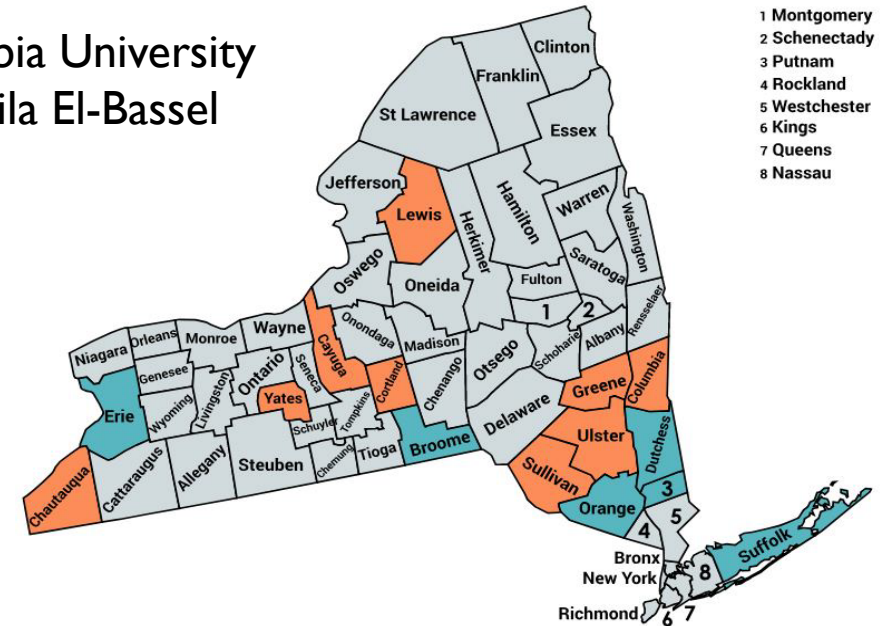 bia University
ila El-Bassel
1 Montgomery
2 Schenectady
3 Putnam
4 Rockland
5 Westchester
6 Kings
7 Queens
8 Nassau
Clinton
Franklin
St Lawrence
Essex
Jefferson
Lewis
Hamilton
Warren
Herkimer
Washington
Oswego
Oneida
Saratoga
Fulton
1
2
Rensselaer
Niagara
Orleans
Monroe
Wayne
Cayuga
Onondaga
Madison
Otsego
Schoharie
Albany
Genesee
Ontario
Seneca
Cortland
Chenango
Greene
Columbia
Erie
Wyoming
Livingston
Yates
Tompkins
Schuyler
Broome
Delaware
Ulster
Dutchess
Chautauqua
Cattaraugus
Allegany
Steuben
Chemung
Tioga
Sullivan
3
Orange
4
5
Bronx
New York
8
Suffolk
Richmond
6
7